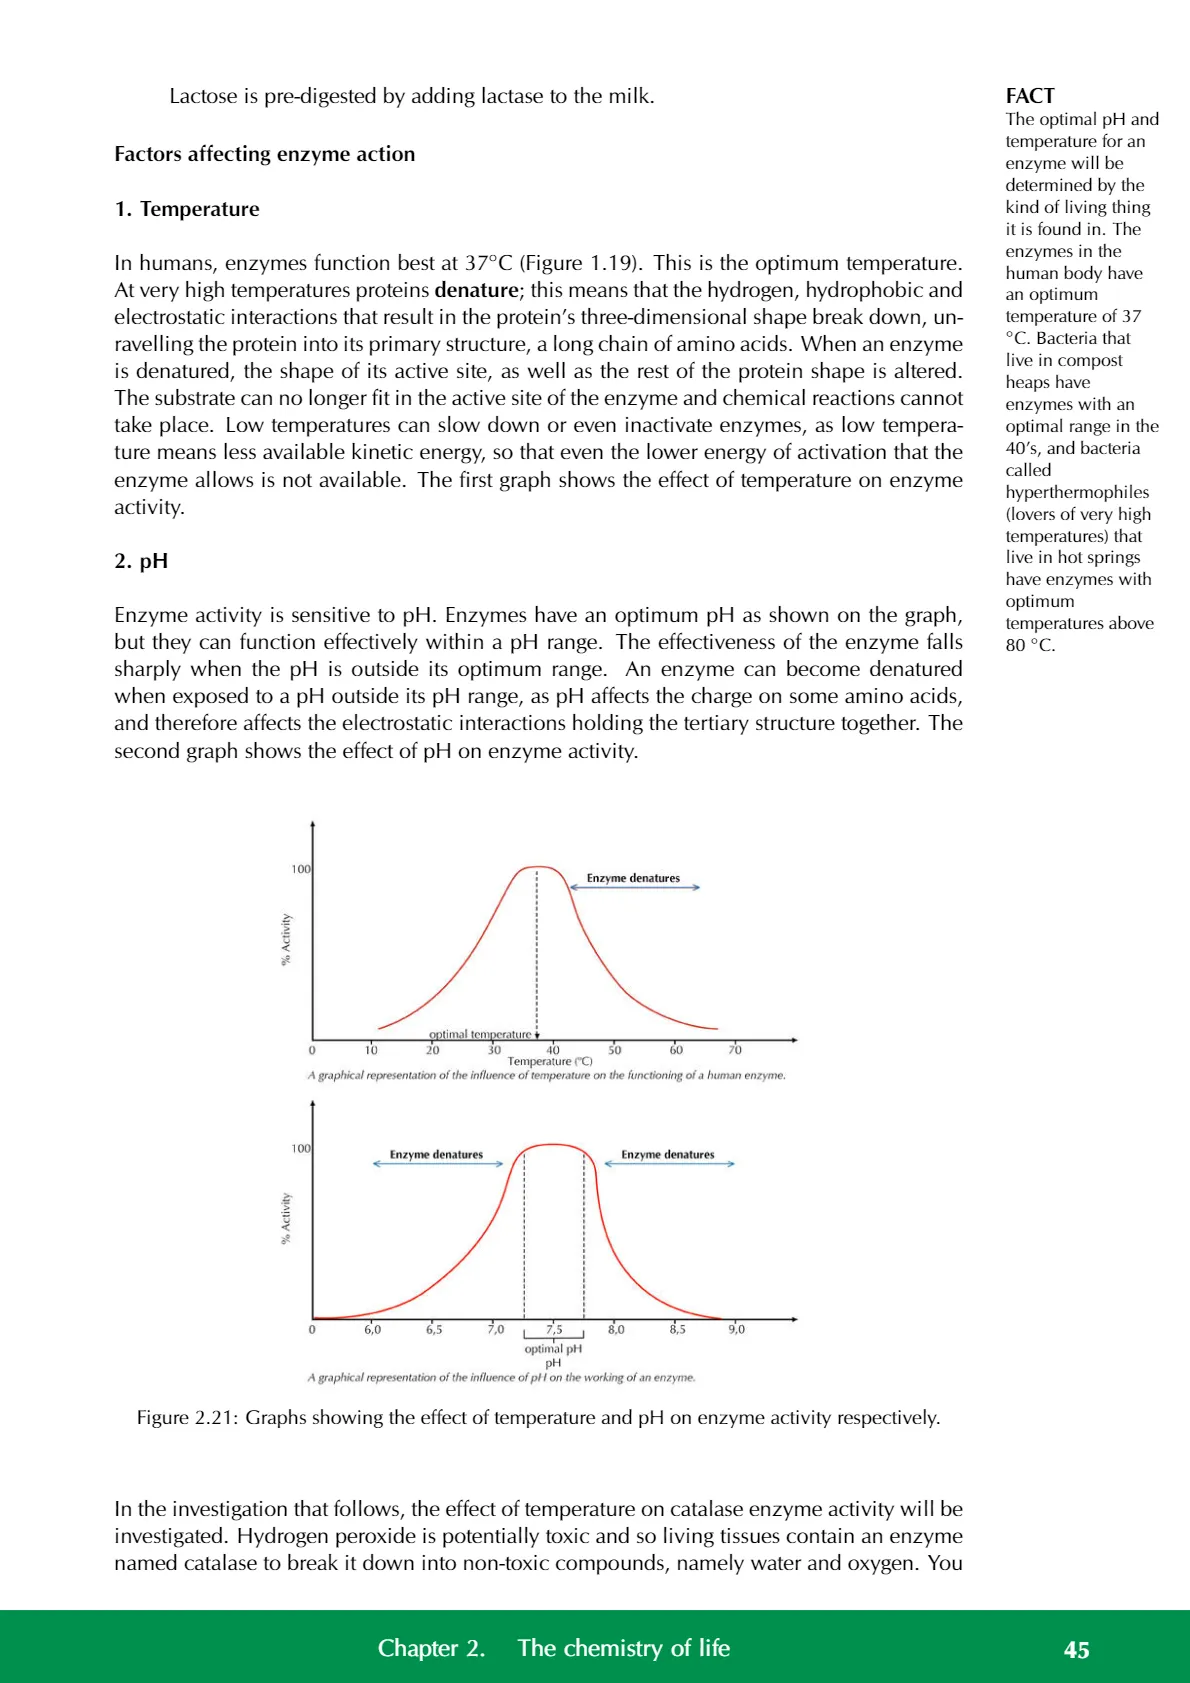 Lactose is pre-digested by adding lactase to the milk.
Factors affecting enzyme action
1. Temperature
In humans, enzymes function best at 37°C (Figure 1.19). This is the optimum temperature.
At very high temperatures proteins denature; this means that the hydrogen, hydrophobic and
electrostatic interactions that result in the protein's three-dimensional shape break down, un-
ravelling the protein into its primary structure, a long chain of amino acids. When an enzyme
is denatured, the shape of its active site, as well as the rest of the protein shape is altered.
The substrate can no longer fit in the active site of the enzyme and chemical reactions cannot
take place. Low temperatures can slow down or even inactivate enzymes, as low tempera-
ture means less available kinetic energy, so that even the lower energy of activation that the
enzyme allows is not available. The first graph shows the effect of temperature on enzyme
activity.
2. pH
Enzyme activity is sensitive to pH. Enzymes have an optimum pH as shown on the graph,
but they can function effectively within a pH range. The effectiveness of the enzyme falls
sharply when the pH is outside its optimum range. An enzyme can become denatured
when exposed to a pH outside its pH range, as pH affects the charge on some amino acids,
and therefore affects the electrostatic interactions holding the tertiary structure together. The
second graph shows the effect of pH on enzyme activity.
FACT
The optimal pH and
temperature for an
enzyme will be
determined by the
kind of living thing
it is found in. The
enzymes in the
human body have
an optimum
temperature of 37
°C. Bacteria that
live in compost
heaps have
enzymes with an
optimal range in the
40's, and bacteria
called
hyperthermophiles
(lovers of very high
temperatures) that
live in hot springs
have enzymes with
optimum
temperatures above
80 °C.
100
Enzyme denatures
% Activity
optimal temperature
0 10 20 30 40 50 60 70
Temperature (°C)
A graphical representation of the influence of temperature on the functioning of a human enzyme.
100
Enzyme denatures Enzyme denatures
% Activity
0 6,0 6,5 7,0 7,5 8,0 8,5 9,0
optimal pH
pH
A graphical representation of the influence of pH on the working of an enzyme.
Figure 2.21: Graphs showing the effect of temperature and pH on enzyme activity respectively.
In the investigation that follows, the effect of temperature on catalase enzyme activity will be
investigated. Hydrogen peroxide is potentially toxic and so living tissues contain an enzyme
named catalase to break it down into non-toxic compounds, namely water and oxygen. You
Chapter 2. The chemistry of life 45